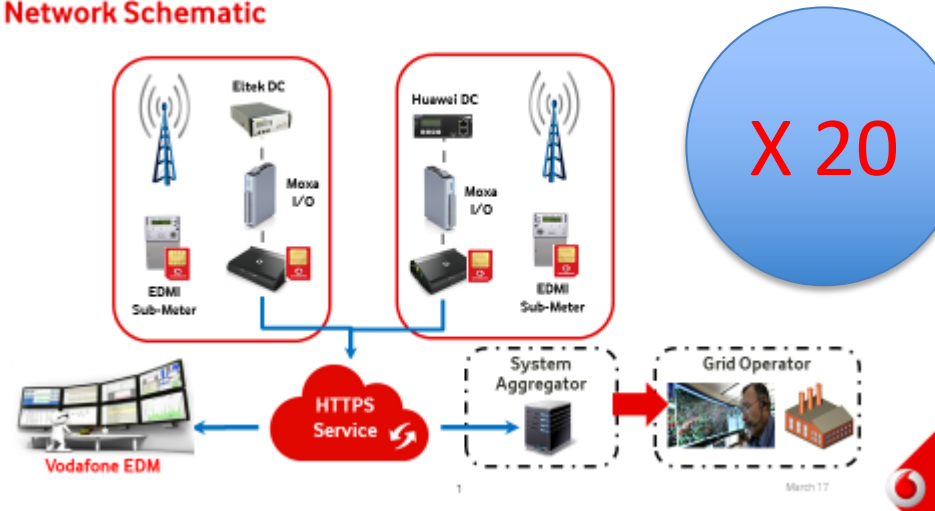 Network Schematic
Eltek DC
Moxa
I/O
EDMI
Sub-Meter
Huawei DC
Moxa
I/O
EDMI
Sub-Meter
X 20
HTTPS
Service
Vodafone EDM
System
Aggregator
Grid Operator
1
March 17